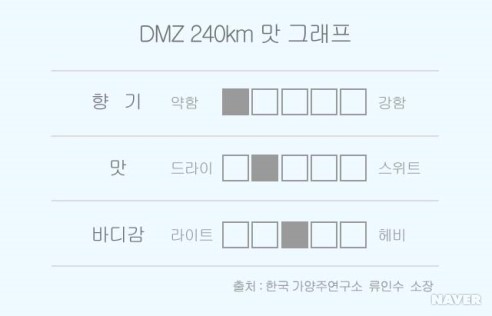 DMZ 240km 맛 그래프
향 기 약함 강함
맛 드라이 스위트
바디감 라이트 헤비
출처 : 한국 가양주연구소 류인수 소장
NAVER